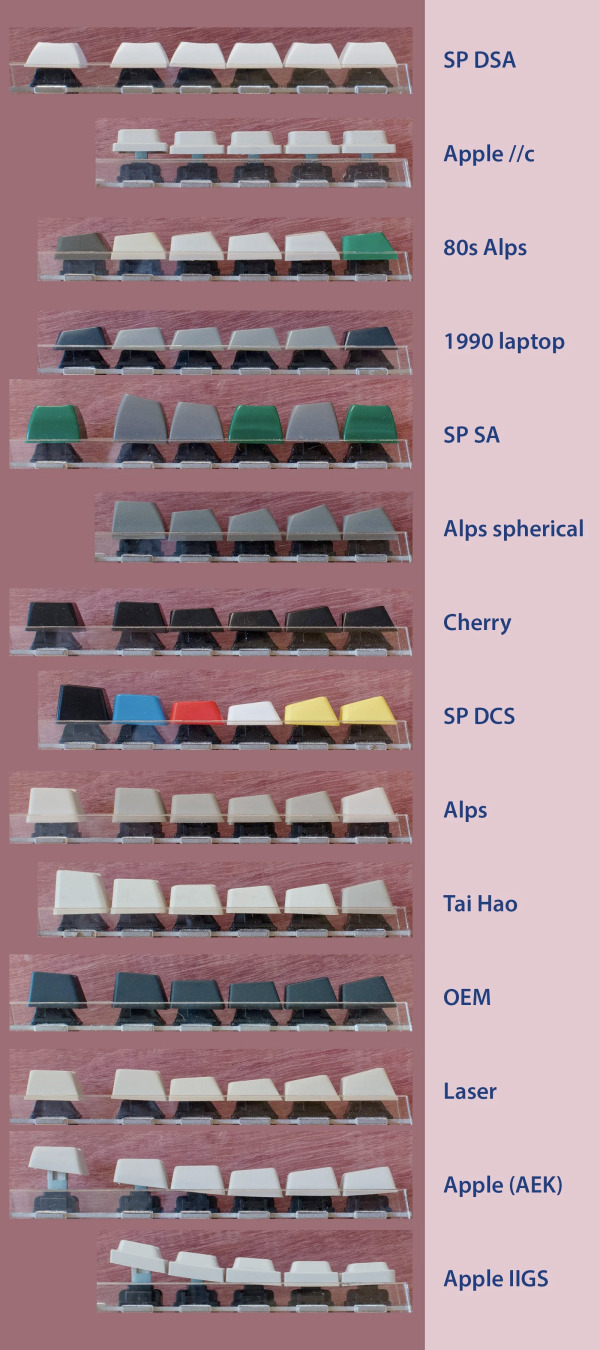 SP DSA
Apple //c
80s Alps
1990 laptop
SP SA
Alps spherical
Cherry
SP DCS
Alps
Tai Hao
OEM
Laser
Apple (AEK)
Apple IIGS